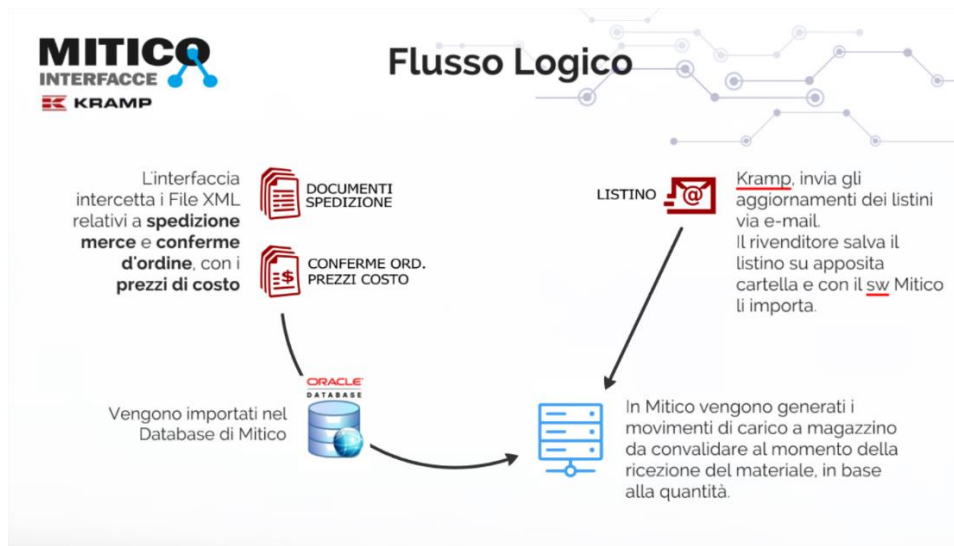 MITICO
INTERFACCE
KRAMP
Flusso Logico
L'interfaccia
intercetta i File XML
relativi a spedizione
merce e conferme
d'ordine, con i
prezzi di costo
DOCUMENTI
SPEDIZIONE
CONFERME ORD.
PREZZI COSTO
LISTINO
Kramp, invia gli
aggiornamenti dei listini
via e-mail.
Il rivenditore salva il
listino su apposita
cartella e con il sw Mitico
li importa.
Vengono importati nel
Database di Mitico
ORACLE
DATABASE
In Mitico vengono generati i
movimenti di carico a magazzino
da convalidare al momento della
ricezione del materiale, in base
alla quantità.